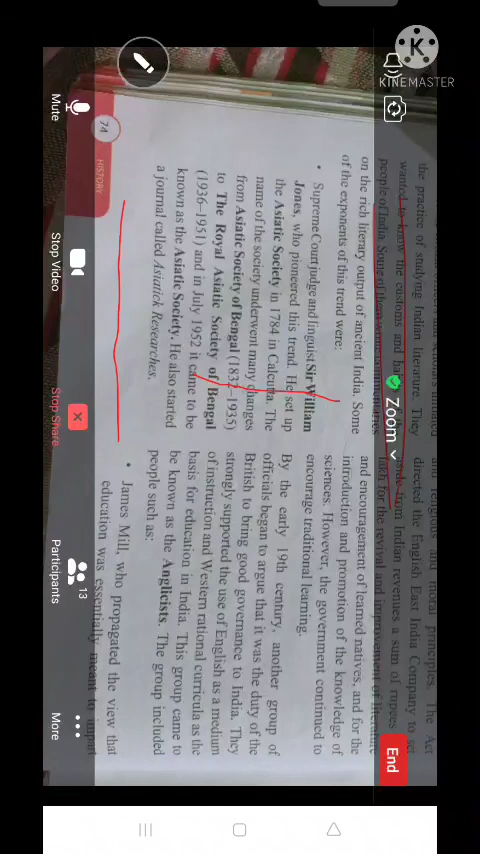 KINEMASTER
Zoom
End
Mute
Stop Video
Stop Share
Participants
13
More
the practice of studying Indian literature. They
wanted to know the customs and
people of India. Some of them
on the rich literary output of ancient India. Some
of the exponents of this trend were:
• Supreme Court judge and linguist Sir William
Jones, who pioneered this trend. He set up
the Asiatic Society in 1784 in Calcutta. The
name of the society underwent many changes
from Asiatic Society of Bengal (1832–1935)
to The Royal Asiatic Society of Bengal
(1936–1951) and in July 1952 it came to be
known as the Asiatic Society. He also started
a journal called Asiatick Researches.
74
HISTORY
and religious and moral principles. The Act
directed the English East India Company to set
from Indian revenues a sum of rupees
lakh for the revival and improvement of literature
and encouragement of learned natives, and for the
introduction and promotion of the knowledge of
sciences. However, the government continued to
encourage traditional learning.
By the early 19th century, another group of
officials began to argue that it was the duty of the
British to bring good governance to India. They
strongly supported the use of English as a medium
of instruction and Western rational curricula as the
basis for education in India. This group came to
be known as the Anglicists. The group included
people such as:
• James Mill, who propagated the view that
education was essentially meant to impart